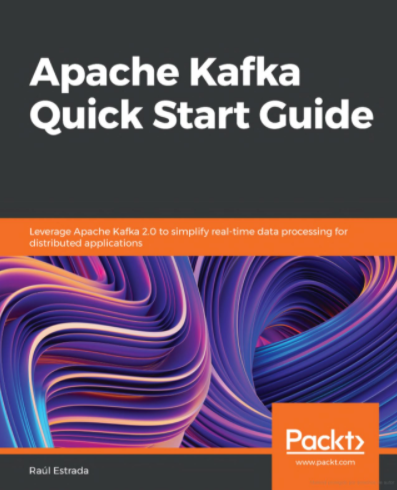 Apache Kafka
Quick Start Guide
Leverage Apache Kafka 2.0 to simplify real-time data processing for
distributed applications
Packt>
www.packt.com
Raúl Estrada